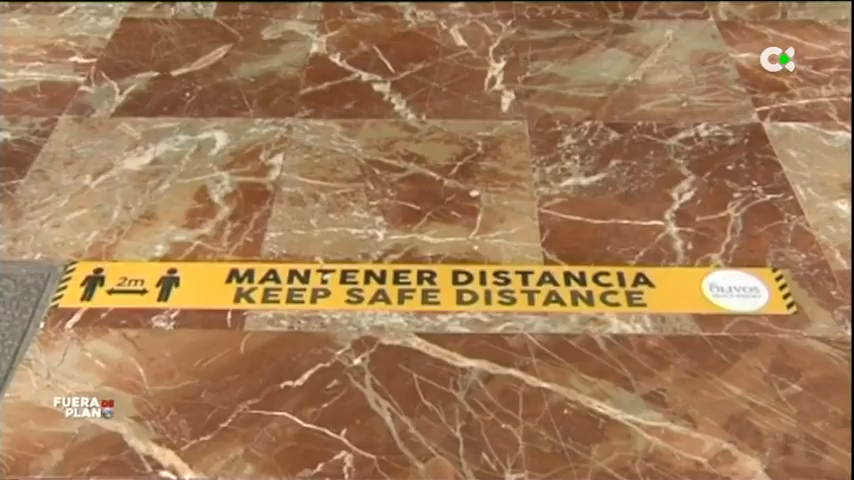 2m
MANTENER DISTANCIA
KEEP SAFE DISTANCE
OLIVOS
FUERA DE
PLANO